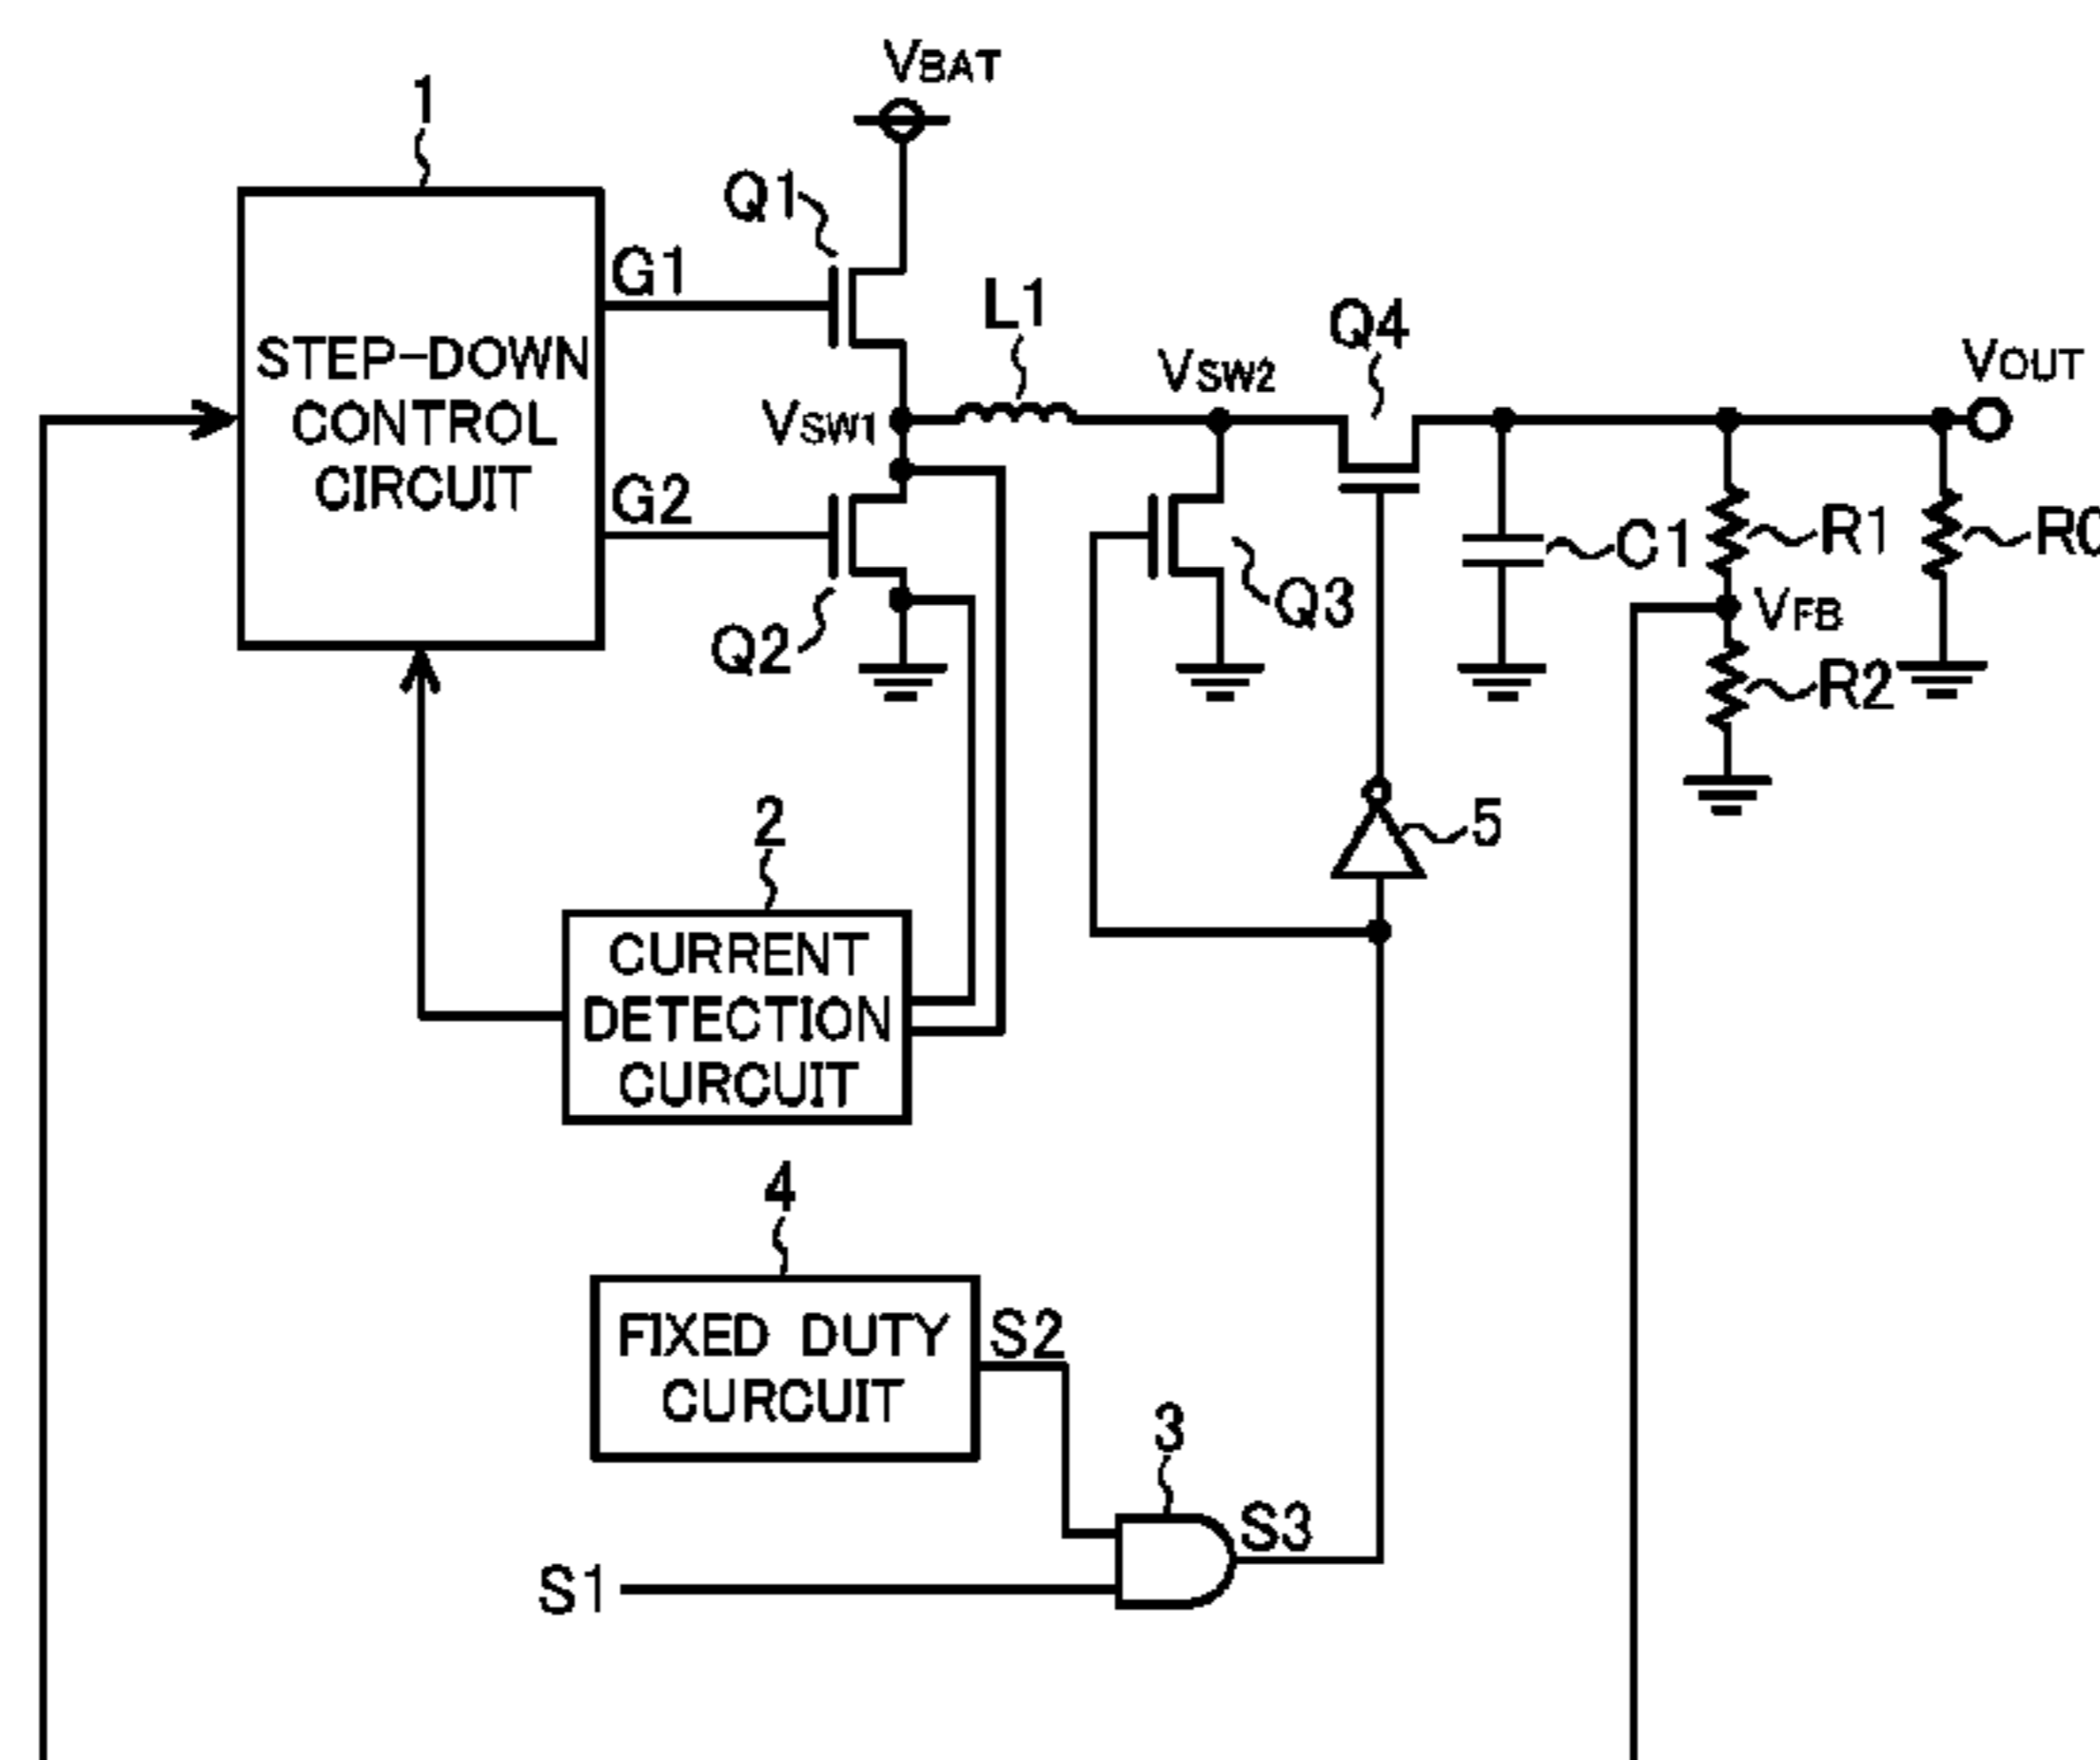 VBAT
1
Q1
G1
L1
Q4
VSW2
VOUT
STEP-DOWN
CONTROL
CIRCUIT
VSW1
G2
C1
R1
R0
Q3
VFB
Q2
R2
2
5
CURRENT
DETECTION
CURCUIT
4
FIXED DUTY
CURCUIT
S2
3
S3
S1